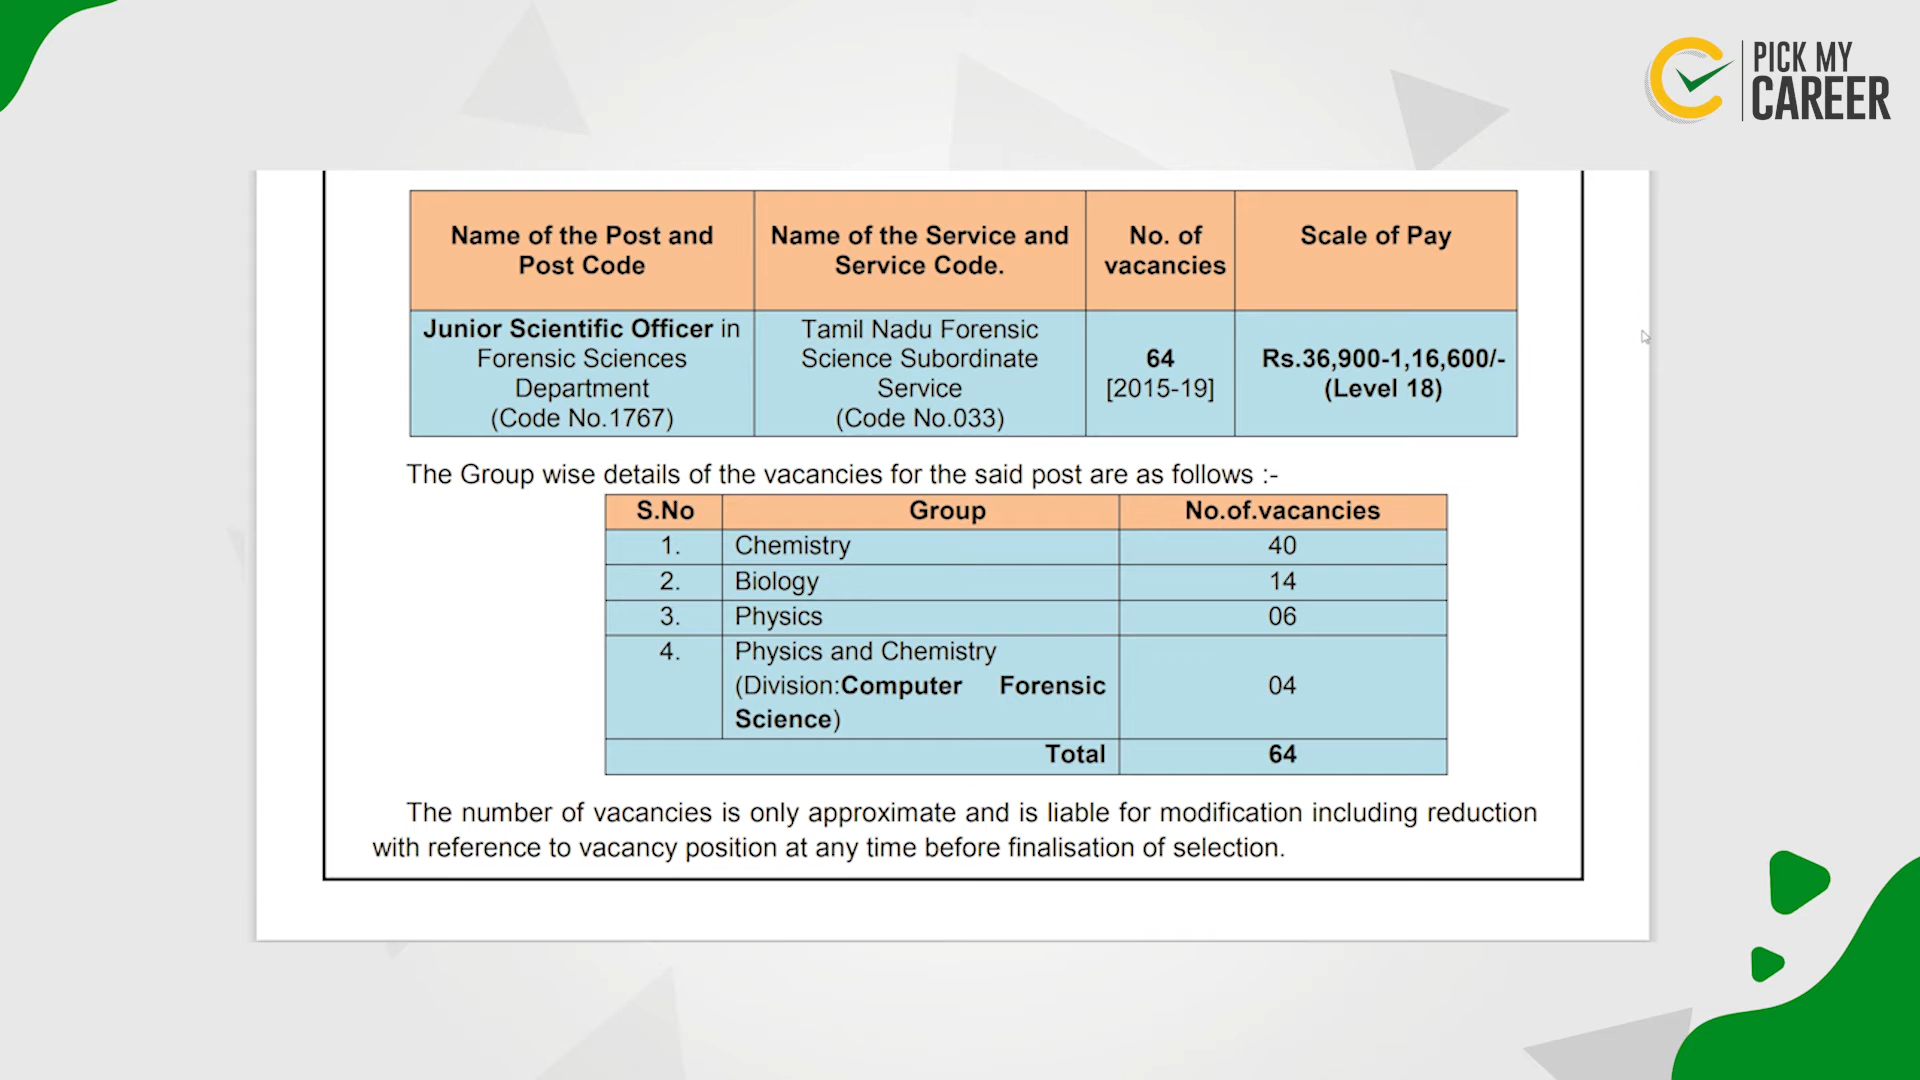 PICK MY
CAREER
Name of the Post and
Post Code
Name of the Service and
Service Code.
No. of
vacancies
Scale of Pay
Junior Scientific Officer in
Forensic Sciences
Department
(Code No.1767)
Tamil Nadu Forensic
Science Subordinate
Service
(Code No.033)
64
[2015-19]
Rs.36,900-1,16,600/-
(Level 18)
The Group wise details of the vacancies for the said post are as follows :-
S.No Group No.of.vacancies
1. Chemistry 40
2. Biology 14
3. Physics 06
4. Physics and Chemistry
(Division:Computer Forensic
Science)
04
Total 64
The number of vacancies is only approximate and is liable for modification including reduction
with reference to vacancy position at any time before finalisation of selection.